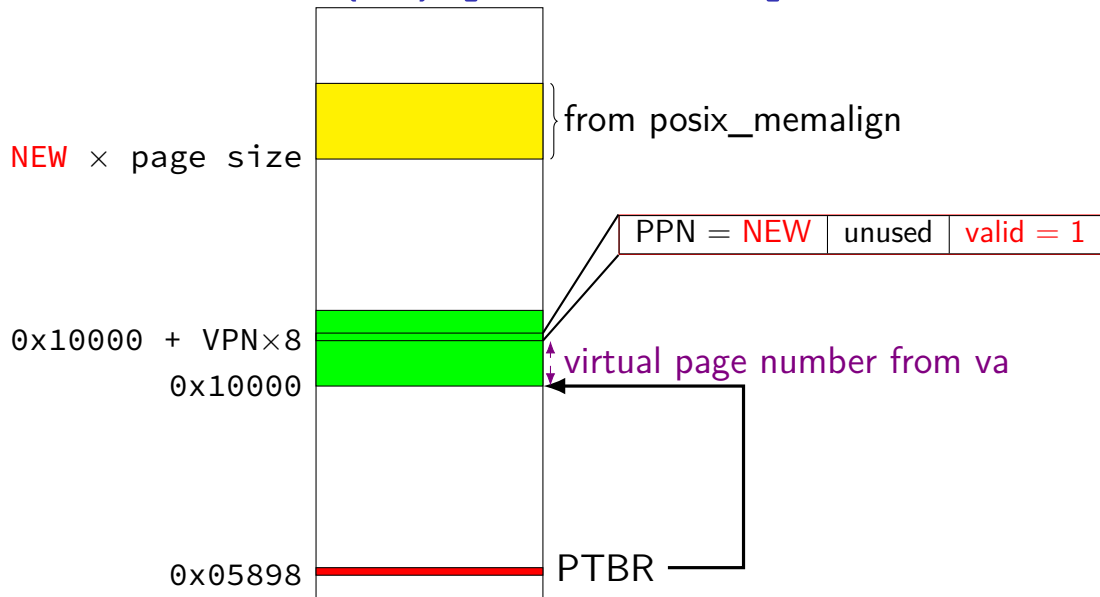 from posix_memalign
NEW × page size
PPN = NEW unused valid = 1
0x10000 + VPN×8
virtual page number from va
0x10000
PTBR
0x05898